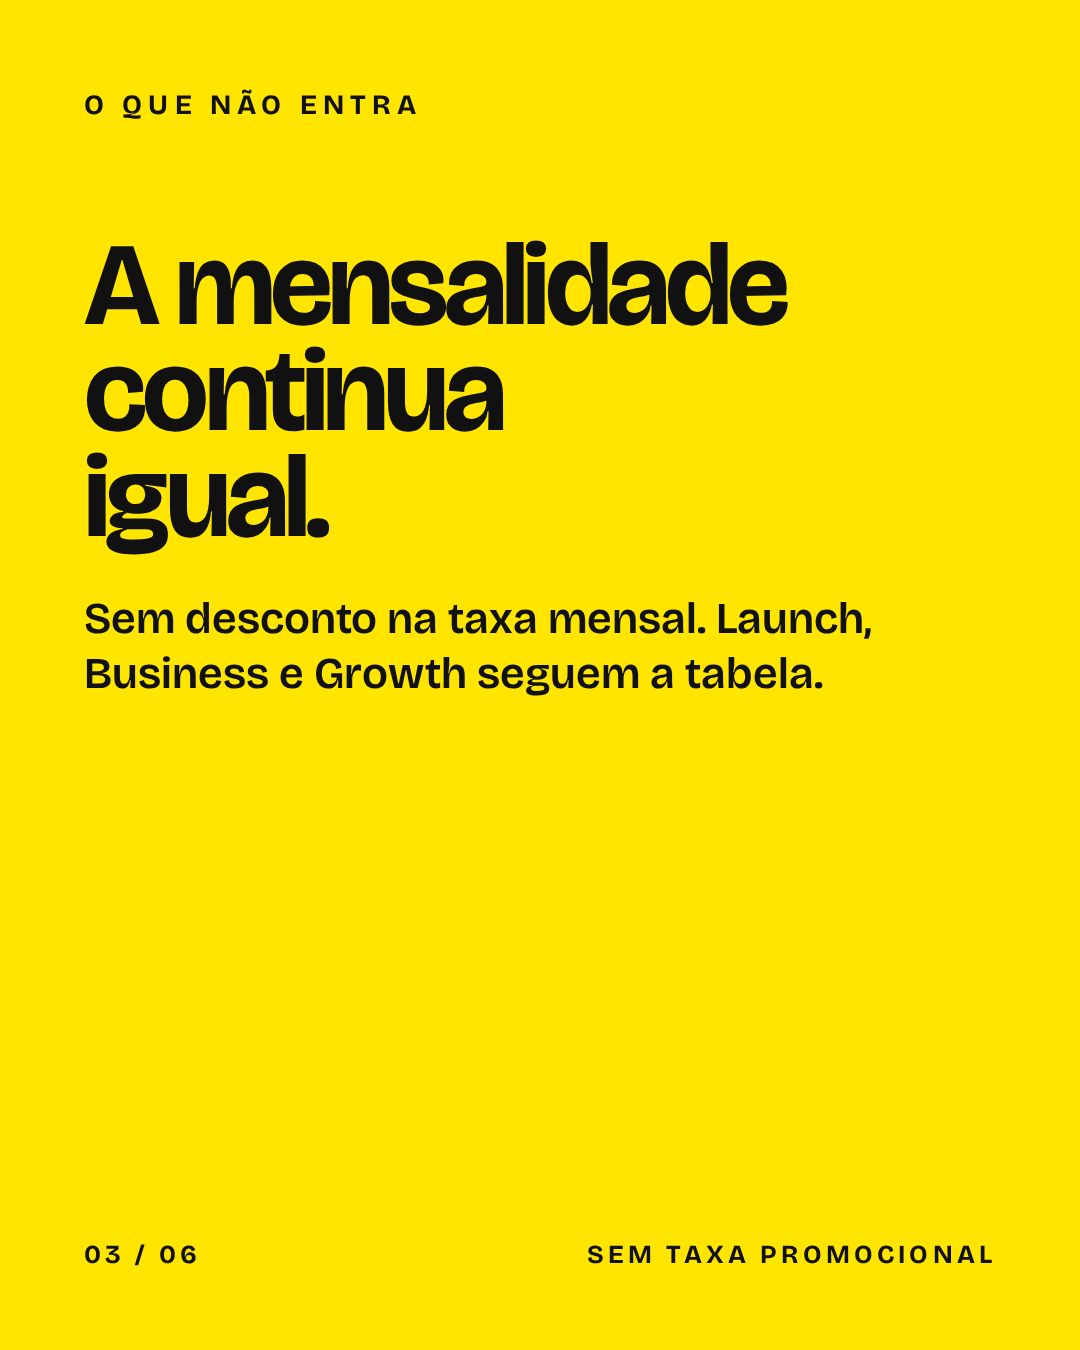 O QUE NÃO ENTRA
A mensalidade
continua
igual.
Sem desconto na taxa mensal. Launch,
Business e Growth seguem a tabela.
03 / 06
SEM TAXA PROMOCIONAL